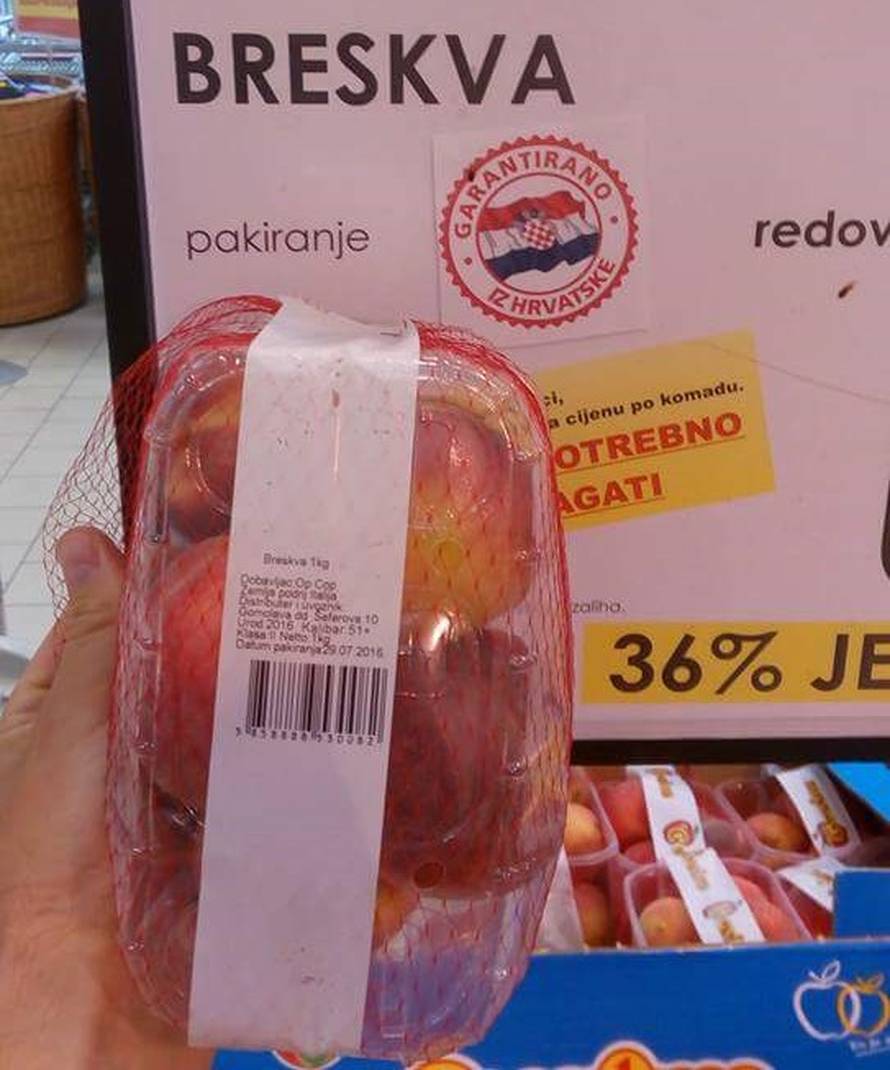 BRESKVA
GARANTIRANO
IZ HRVATSKE
pakiranje
redov
ci,
a cijenu po komadu.
OTREBNO
AGATI
zaliha.
36% JE
Breskva 1kg
Dobavljac:Op Cop
Zemlja podrij Italija
Distributer i uvoznik:
Gomolava dd Seferova 10
Urod 2016. Kalibar 51+
Klasa:II Netto:1kg
Datum pakiranja29.07.2016.